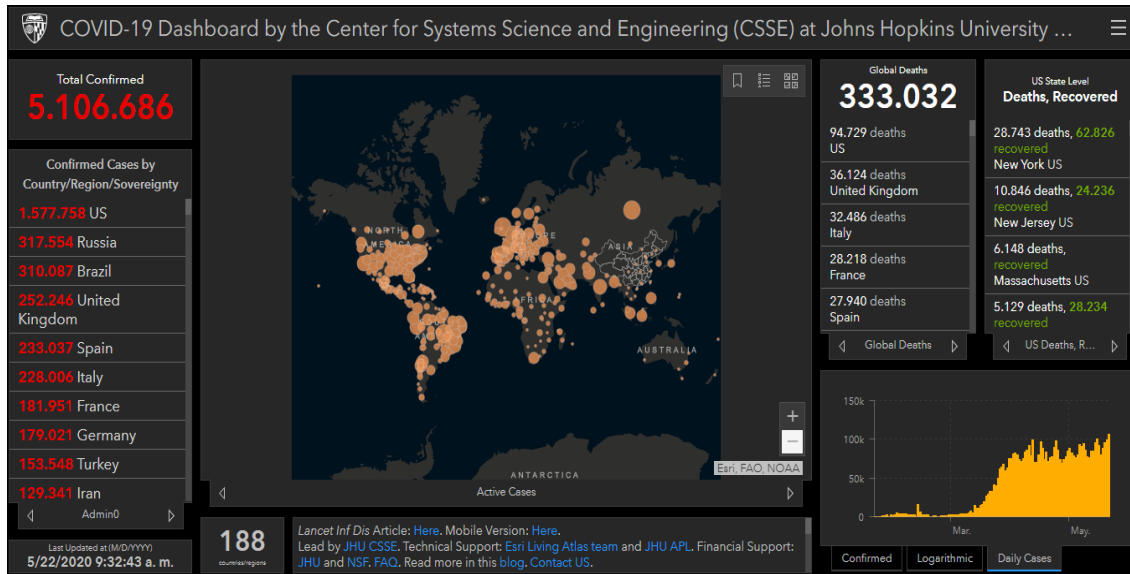 COVID-19 Dashboard by the Center for Systems Science and Engineering (CSSE) at Johns Hopkins University ...
Total Confirmed
5.106.686
Confirmed Cases by
Country/Region/Sovereignty
1.577.758 US
317.554 Russia
310.087 Brazil
252.246 United
Kingdom
233.037 Spain
228.006 Italy
181.951 France
179.021 Germany
153.548 Turkey
129.341 Iran
Admin0
Last Updated at (M/D/YYYY)
5/22/2020 9:32:43 a. m.
NORTH
AMERICA
EUROPE
ASIA
AFRICA
AUSTRALIA
ANTARCTICA
+
−
Esri, FAO, NOAA
Active Cases
188
countries/regions
Lancet Inf Dis Article: Here. Mobile Version: Here.
Lead by JHU CSSE. Technical Support: Esri Living Atlas team and JHU APL. Financial Support:
JHU and NSF. FAQ. Read more in this blog. Contact US.
Global Deaths
333.032
94.729 deaths
US
36.124 deaths
United Kingdom
32.486 deaths
Italy
28.218 deaths
France
27.940 deaths
Spain
Global Deaths
US State Level
Deaths, Recovered
28.743 deaths, 62.826
recovered
New York US
10.846 deaths, 24.236
recovered
New Jersey US
6.148 deaths,
recovered
Massachusetts US
5.129 deaths, 28.234
recovered
US Deaths, R...
150k
100k
50k
0
Mar.
May.
Confirmed
Logarithmic
Daily Cases